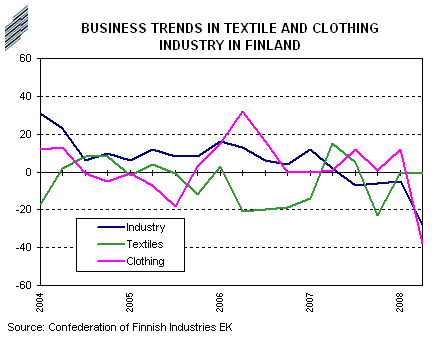 BUSINESS TRENDS IN TEXTILE AND CLOTHING
INDUSTRY IN FINLAND
60
40
20
0
-20
-40
-60
Industry
Textiles
Clothing
2004
2005
2006
2007
2008
Source: Confederation of Finnish Industries EK